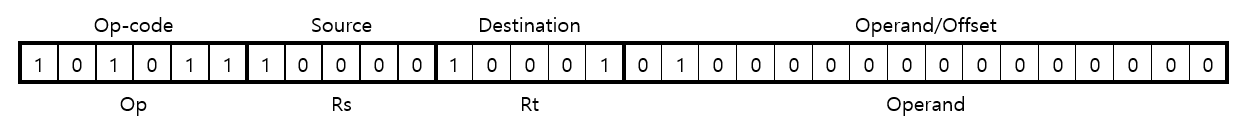 Op-code Source Destination Operand/Offset
1 0 1 0 1 1 1 0 0 0 0 1 0 0 0 1 0 1 0 0 0 0 0 0 0 0 0 0 0 0 0 0
Op Rs Rt Operand